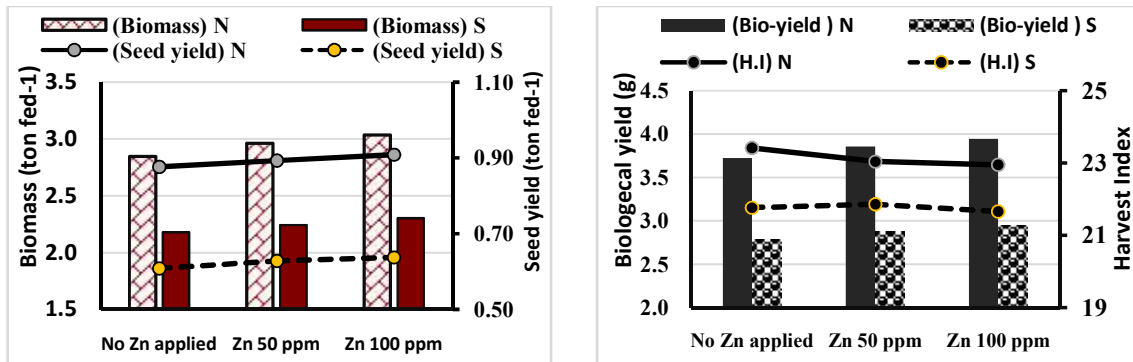 (Biomass) N (Biomass) S
(Seed yield) N (Seed yield) S
Biomass (ton fed-1)
3.5
3.0
2.5
2.0
1.5
1.10
0.90
0.70
0.50
Seed yield (ton fed-1)
No Zn applied Zn 50 ppm Zn 100 ppm
(Bio-yield ) N (Bio-yield ) S
(H.I) N (H.I) S
Biologecal yield (g)
4.5
4.0
3.5
3.0
2.5
2.0
25
23
21
19
Harvest Index
No Zn applied Zn 50 ppm Zn 100 ppm